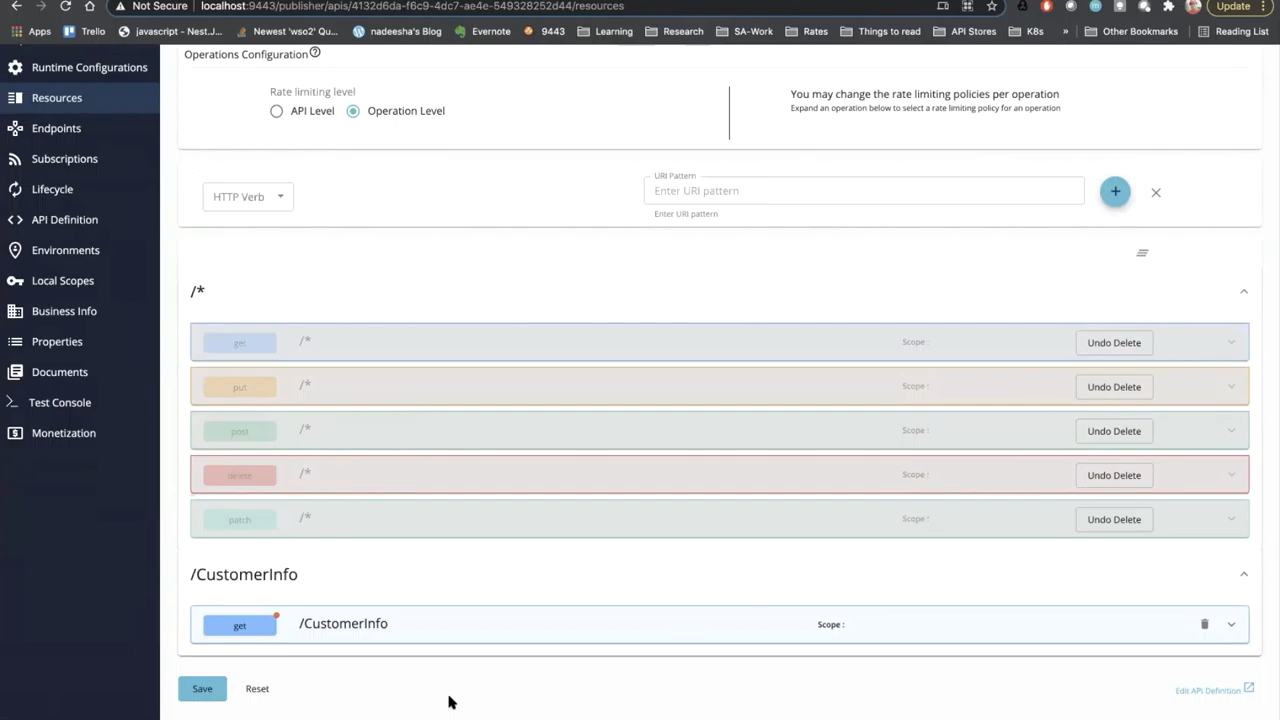 Not Secure localhost:9443/publisher/apis/4132d6da-f6c9-4dc7-ae4e-549328252d44/resources Update
Apps Trello javascript - Nest.J... Newest 'wso2' Qu... nadeesha's Blog Evernote 9443 Learning Research SA-Work Rates Things to read API Stores K8s » Other Bookmarks Reading List
Operations Configuration
Runtime Configurations
Resources
Endpoints
Subscriptions
Lifecycle
API Definition
Environments
Local Scopes
Business Info
Properties
Documents
Test Console
Monetization
Rate limiting level
API Level Operation Level
You may change the rate limiting policies per operation
Expand an operation below to select a rate limiting policy for an operation
HTTP Verb
URI Pattern
Enter URI pattern
Enter URI pattern
/*
get /* Scope : Undo Delete
put /* Scope : Undo Delete
post /* Scope : Undo Delete
delete /* Scope : Undo Delete
patch /* Scope : Undo Delete
/CustomerInfo
get /CustomerInfo Scope :
Save Reset
Edit API Definition